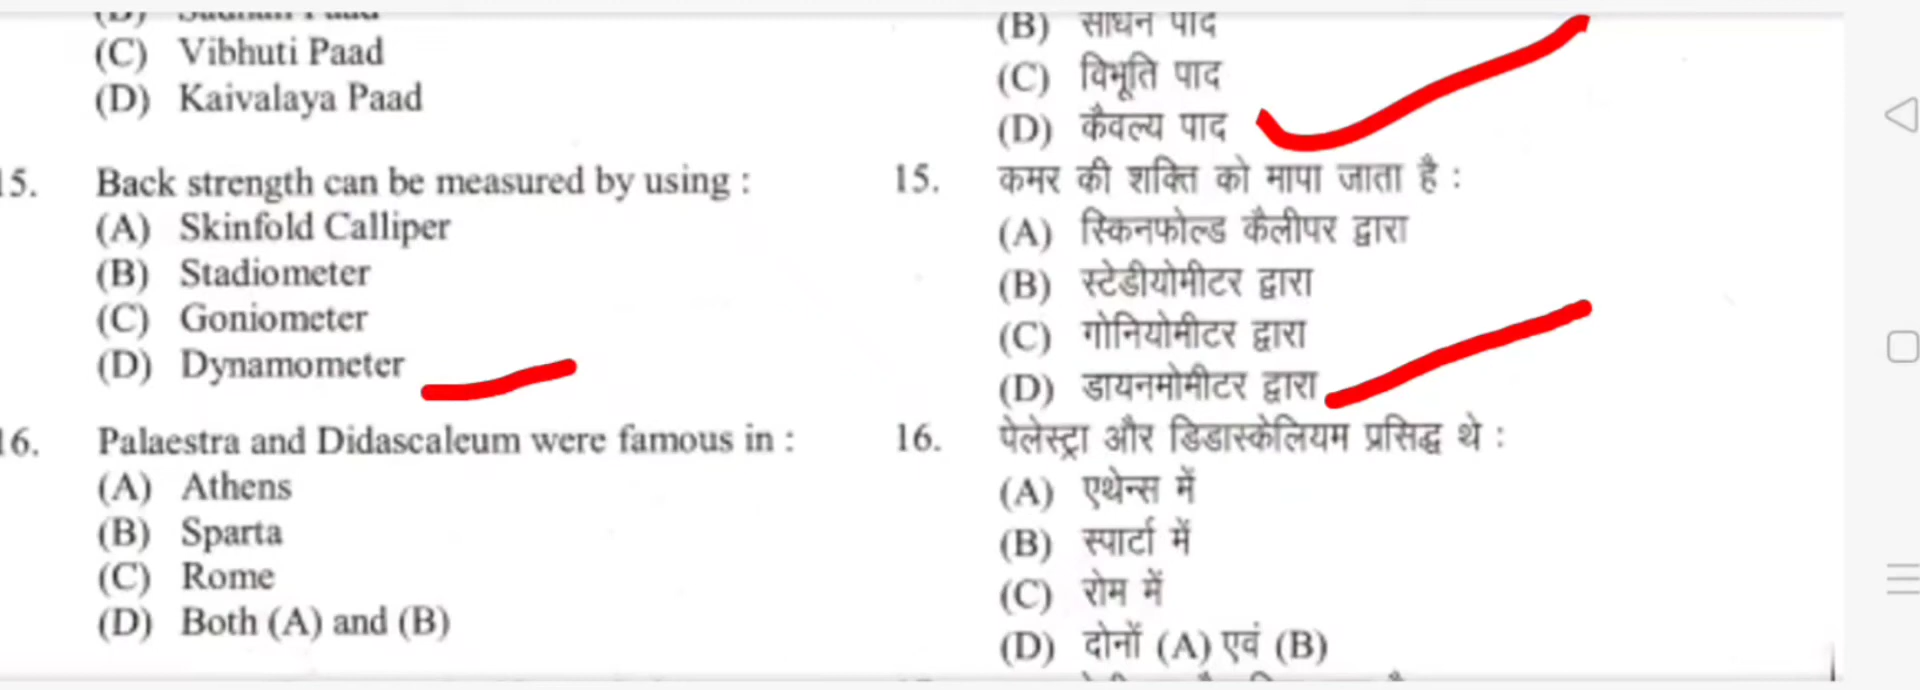 (C) Vibhuti Paad
(D) Kaivalaya Paad
15. Back strength can be measured by using :
(A) Skinfold Calliper
(B) Stadiometer
(C) Goniometer
(D) Dynamometer
16. Palaestra and Didascaleum were famous in :
(A) Athens
(B) Sparta
(C) Rome
(D) Both (A) and (B)
(B) साधन पाद
(C) विभूति पाद
(D) कैवल्य पाद
15. कमर की शक्ति को मापा जाता है :
(A) स्किनफोल्ड कैलीपर द्वारा
(B) स्टेडीयोमीटर द्वारा
(C) गोनियोमीटर द्वारा
(D) डायनमोमीटर द्वारा
16. पेलेस्ट्रा और डिडास्केलियम प्रसिद्ध थे :
(A) एथेन्स में
(B) स्पार्टा में
(C) रोम में
(D) दोनों (A) एवं (B)